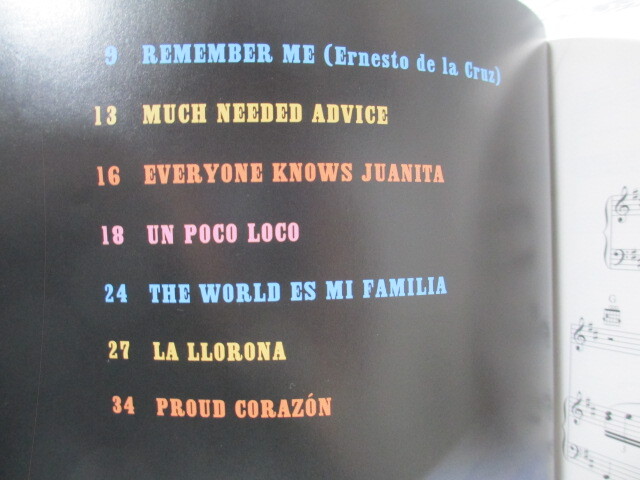 9 REMEMBER ME (Ernesto de la Cruz)
13 MUCH NEEDED ADVICE
16 EVERYONE KNOWS JUANITA
18 UN POCO LOCO
24 THE WORLD ES MI FAMILIA
27 LA LLORONA
34 PROUD CORAZÓN
G